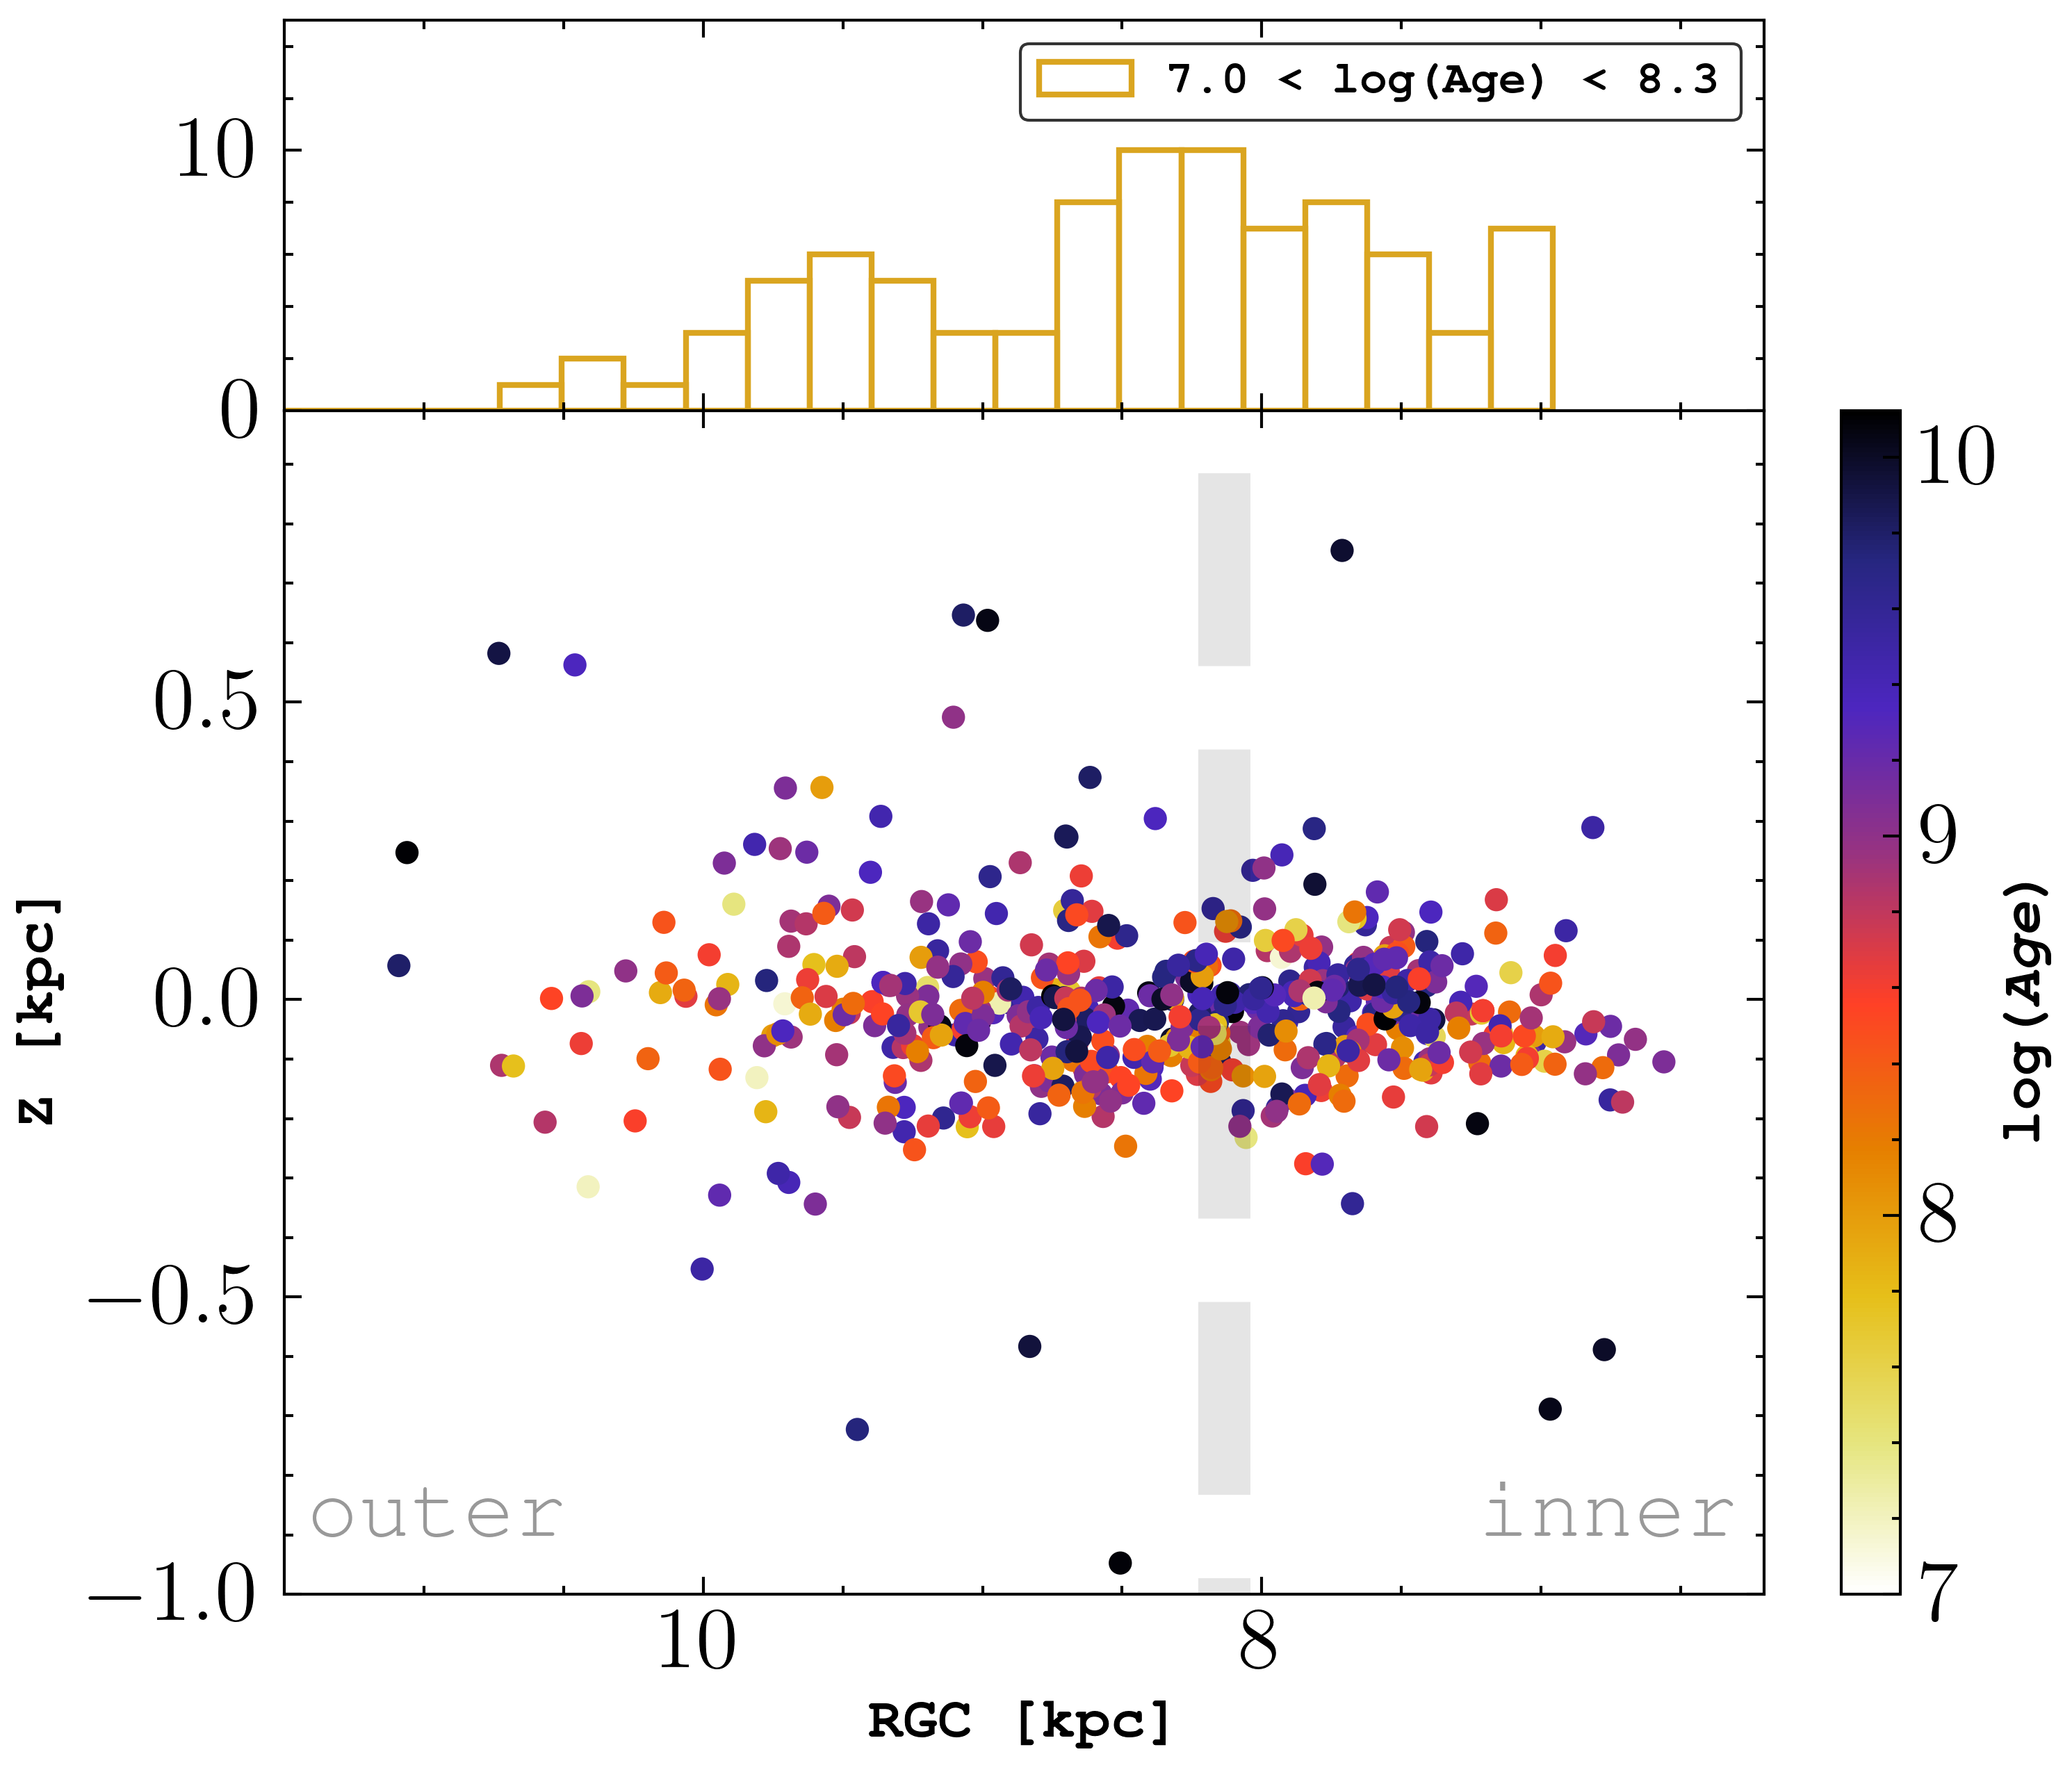 7.0 < log(Age) < 8.3
10
0
10
0.5
9
0.0
z [kpc]
log(Age)
8
−0.5
outer
inner
−1.0
7
10
8
RGC [kpc]